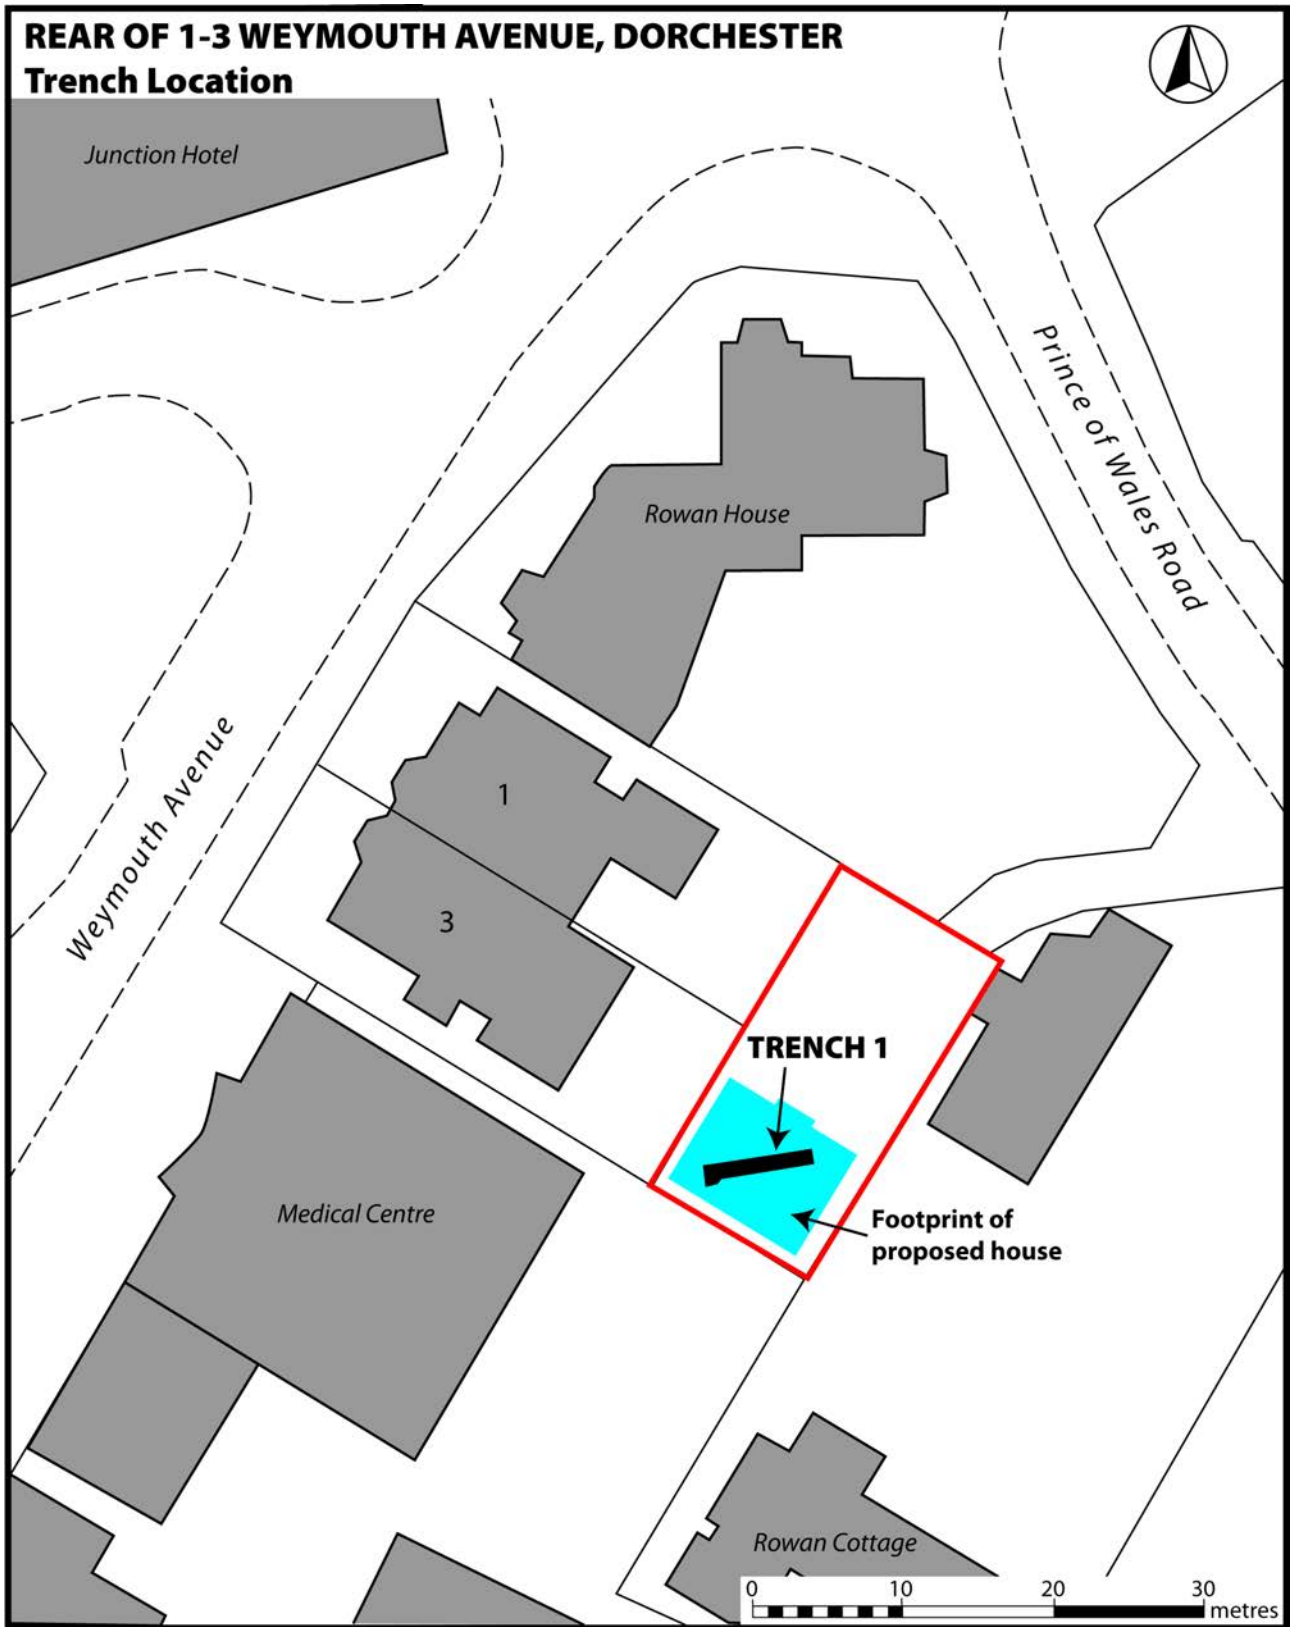 REAR OF 1-3 WEYMOUTH AVENUE, DORCHESTER
Trench Location
Junction Hotel
Prince of Wales Road
Rowan House
Weymouth Avenue
1
3
TRENCH 1
Medical Centre
Footprint of
proposed house
Rowan Cottage
0 10 20 30
metres